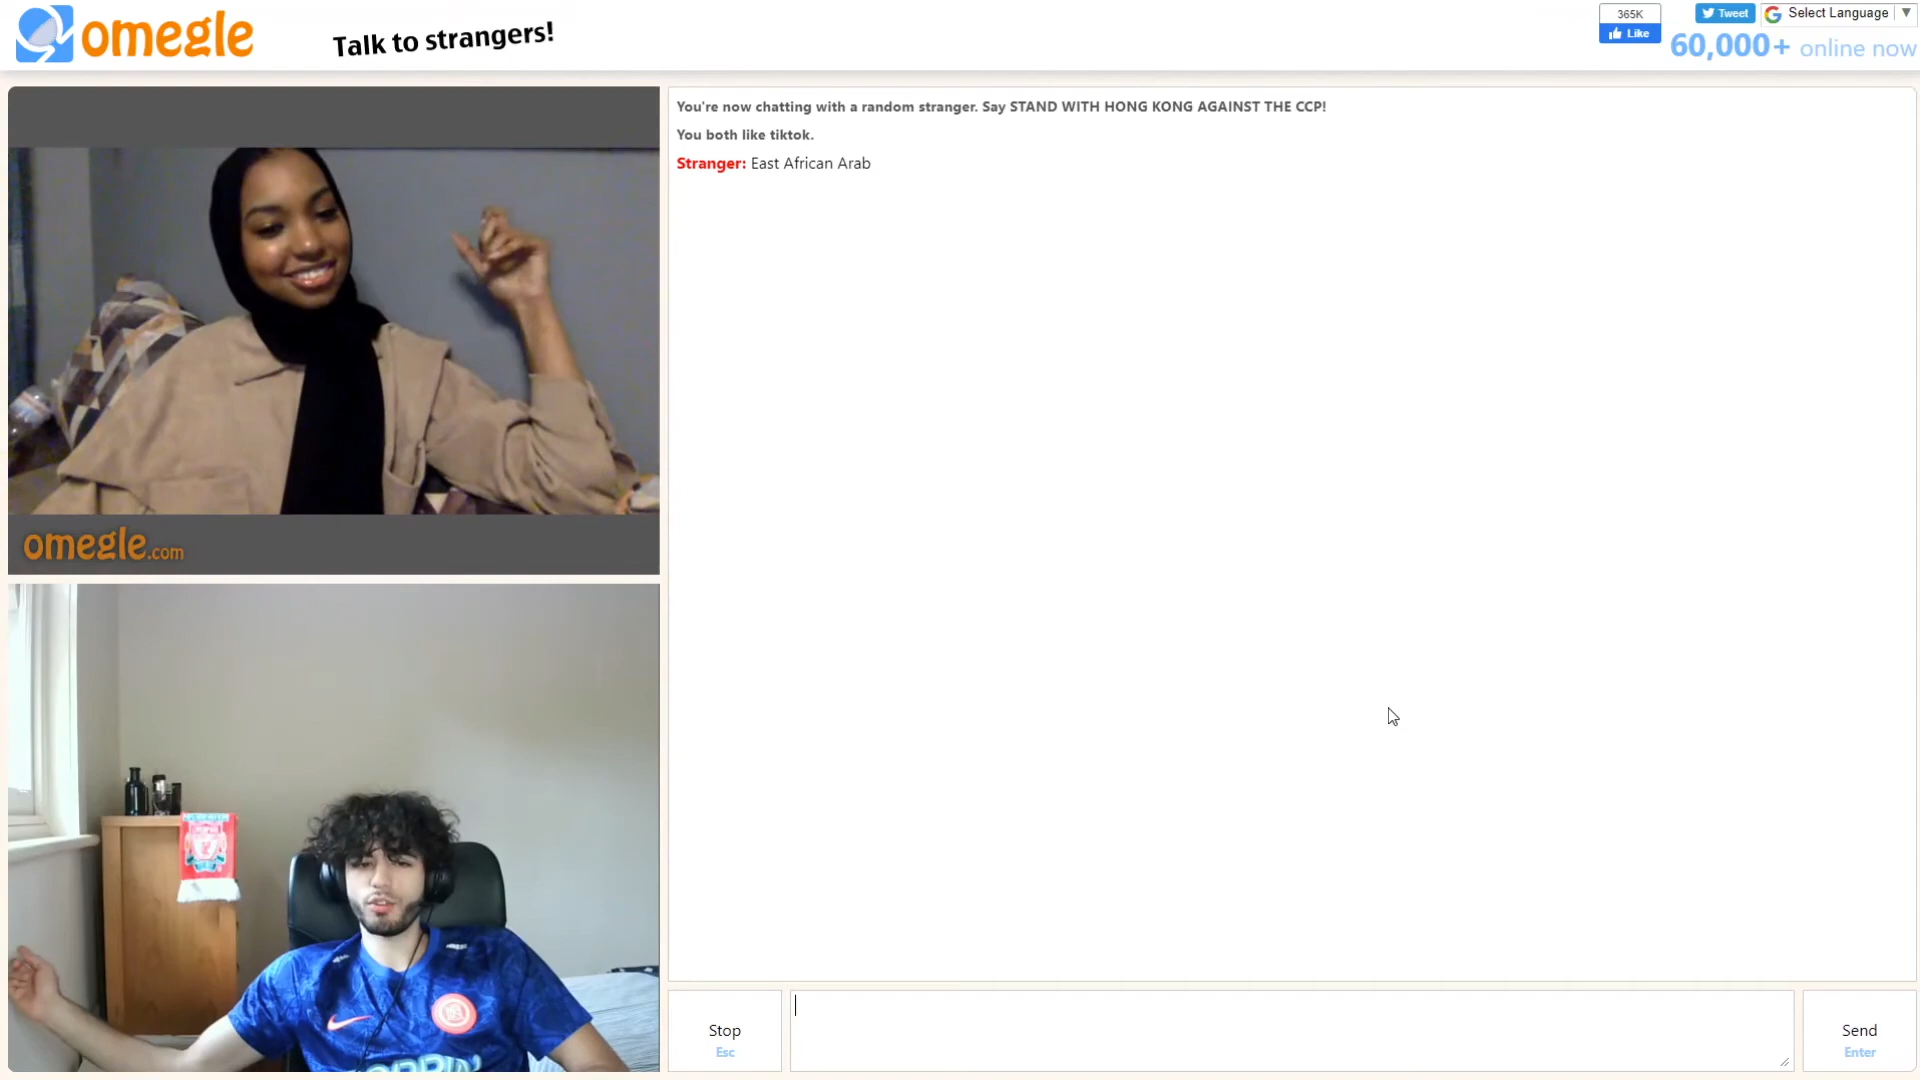 omegle
Talk to strangers!
365K
Like
Tweet
Select Language
60,000+ online now
You're now chatting with a random stranger. Say STAND WITH HONG KONG AGAINST THE CCP!
You both like tiktok.
Stranger: East African Arab
omegle.com
Stop
Esc
Send
Enter